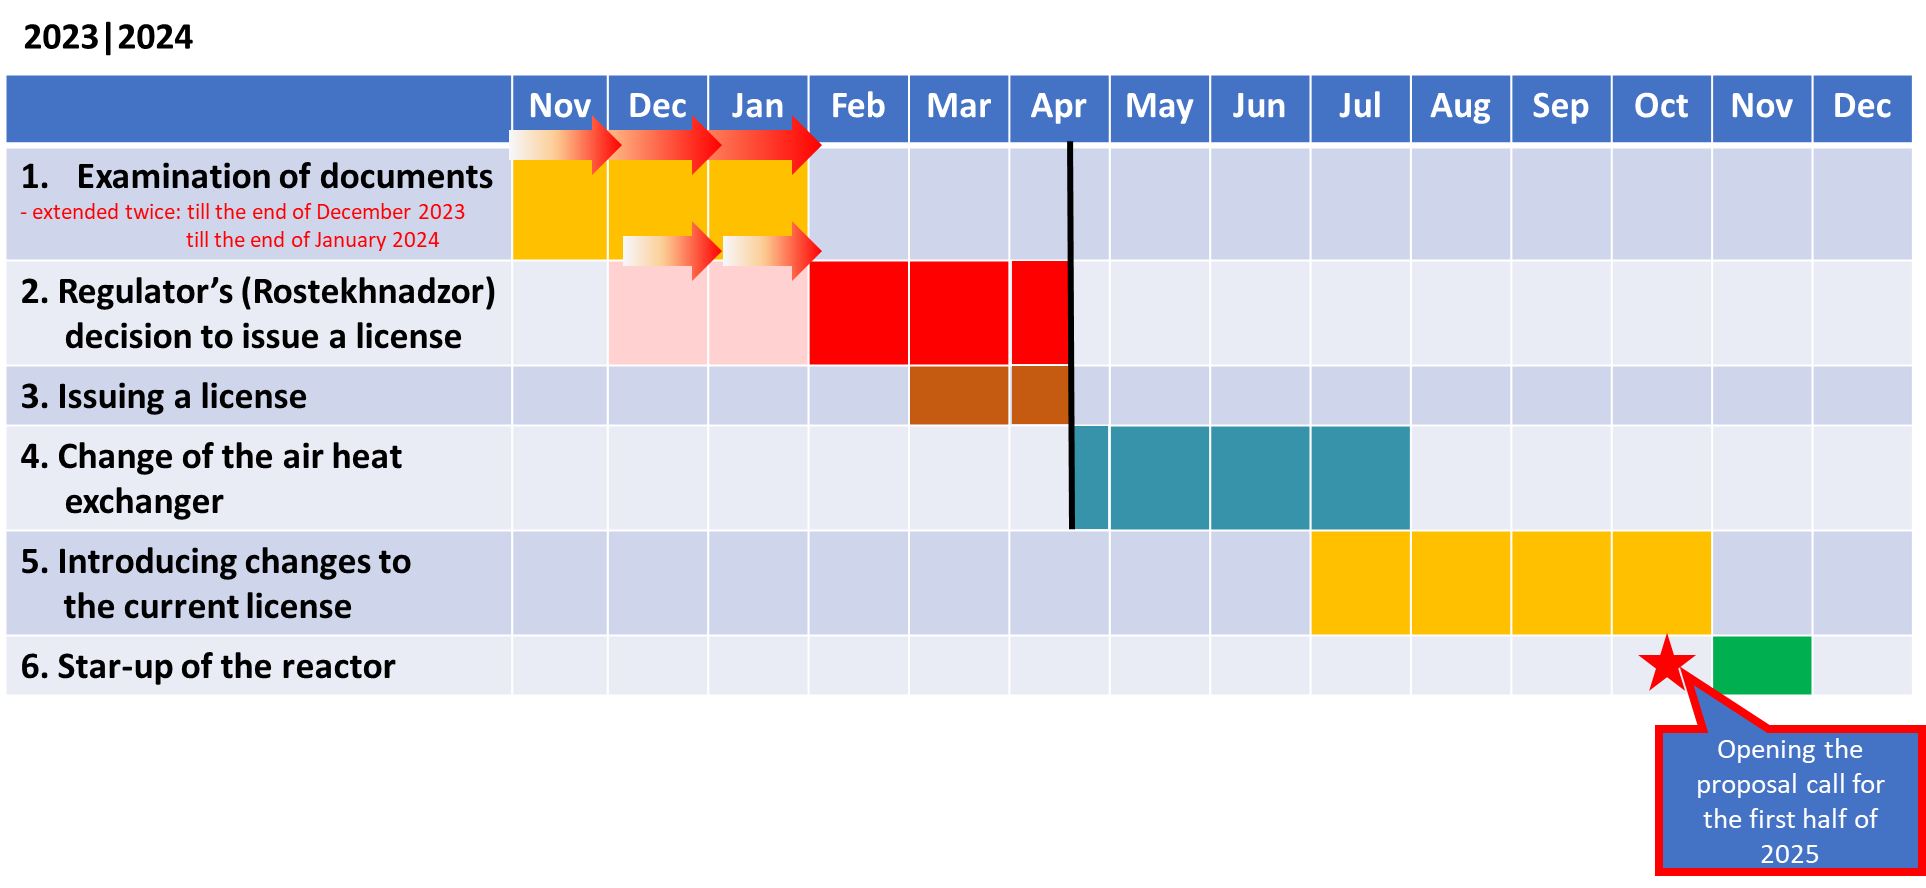 2023|2024
Nov Dec Jan Feb Mar Apr May Jun Jul Aug Sep Oct Nov Dec
1. Examination of documents
- extended twice: till the end of December 2023
till the end of January 2024
2. Regulator’s (Rostekhnadzor)
decision to issue a license
3. Issuing a license
4. Change of the air heat
exchanger
5. Introducing changes to
the current license
6. Star-up of the reactor
Opening the
proposal call for
the first half of
2025